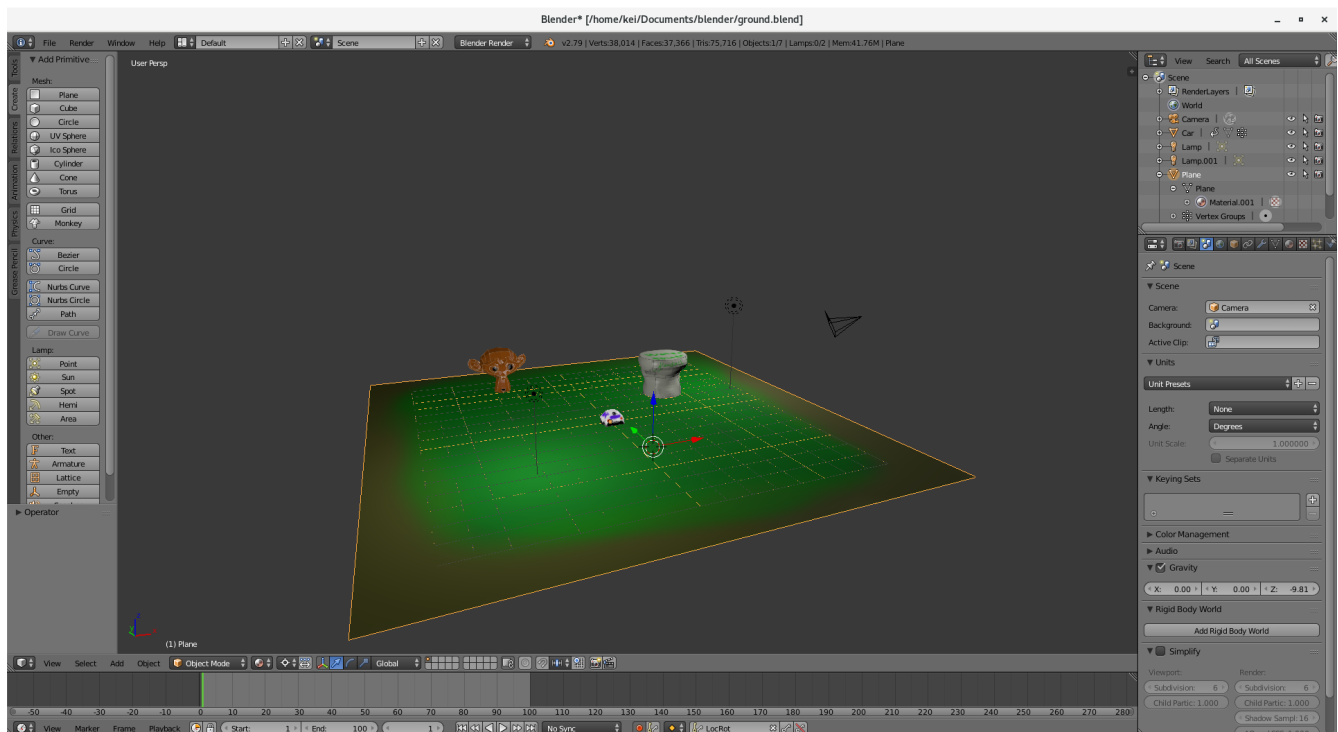 Blender* [/home/kei/Documents/blender/ground.blend]
File Render Window Help Default Scene Blender Render v2.79 | Verts:38,014 | Faces:37,366 | Tris:75,716 | Objects:1/7 | Lamps:0/2 | Mem:41.76M | Plane
Tools
Create
Relations
Animation
Physics
Grease Pencil
Add Primitive
Mesh:
Plane
Cube
Circle
UV Sphere
Ico Sphere
Cylinder
Cone
Torus
Grid
Monkey
Curve:
Bezier
Circle
Nurbs Curve
Nurbs Circle
Path
Draw Curve
Lamp:
Point
Sun
Spot
Hemi
Area
Other:
Text
Armature
Lattice
Empty
Operator
User Persp
(1) Plane
View Select Add Object Object Mode Global
-50 -40 -30 -20 -10 0 10 20 30 40 50 60 70 80 90 100 110 120 130 140 150 160 170 180 190 200 210 220 230 240 250 260 270 280
View Marker Frame Playback Start: 1 End: 100 1 No Sync LocRot
View Search All Scenes
Scene
RenderLayers |
World
Camera |
Car |
Lamp |
Lamp.001 |
Plane
Plane
Material.001 |
Vertex Groups |
Scene
Scene
Camera: Camera
Background:
Active Clip:
Units
Unit Presets
Length: None
Angle: Degrees
Unit Scale: 1.000000
Separate Units
Keying Sets
Color Management
Audio
Gravity
X: 0.00 Y: 0.00 Z: -9.81
Rigid Body World
Add Rigid Body World
Simplify
Viewport: Render:
Subdivision: 6 Subdivision: 6
Child Partic: 1.000 Child Partic: 1.000
Shadow Sampl: 16